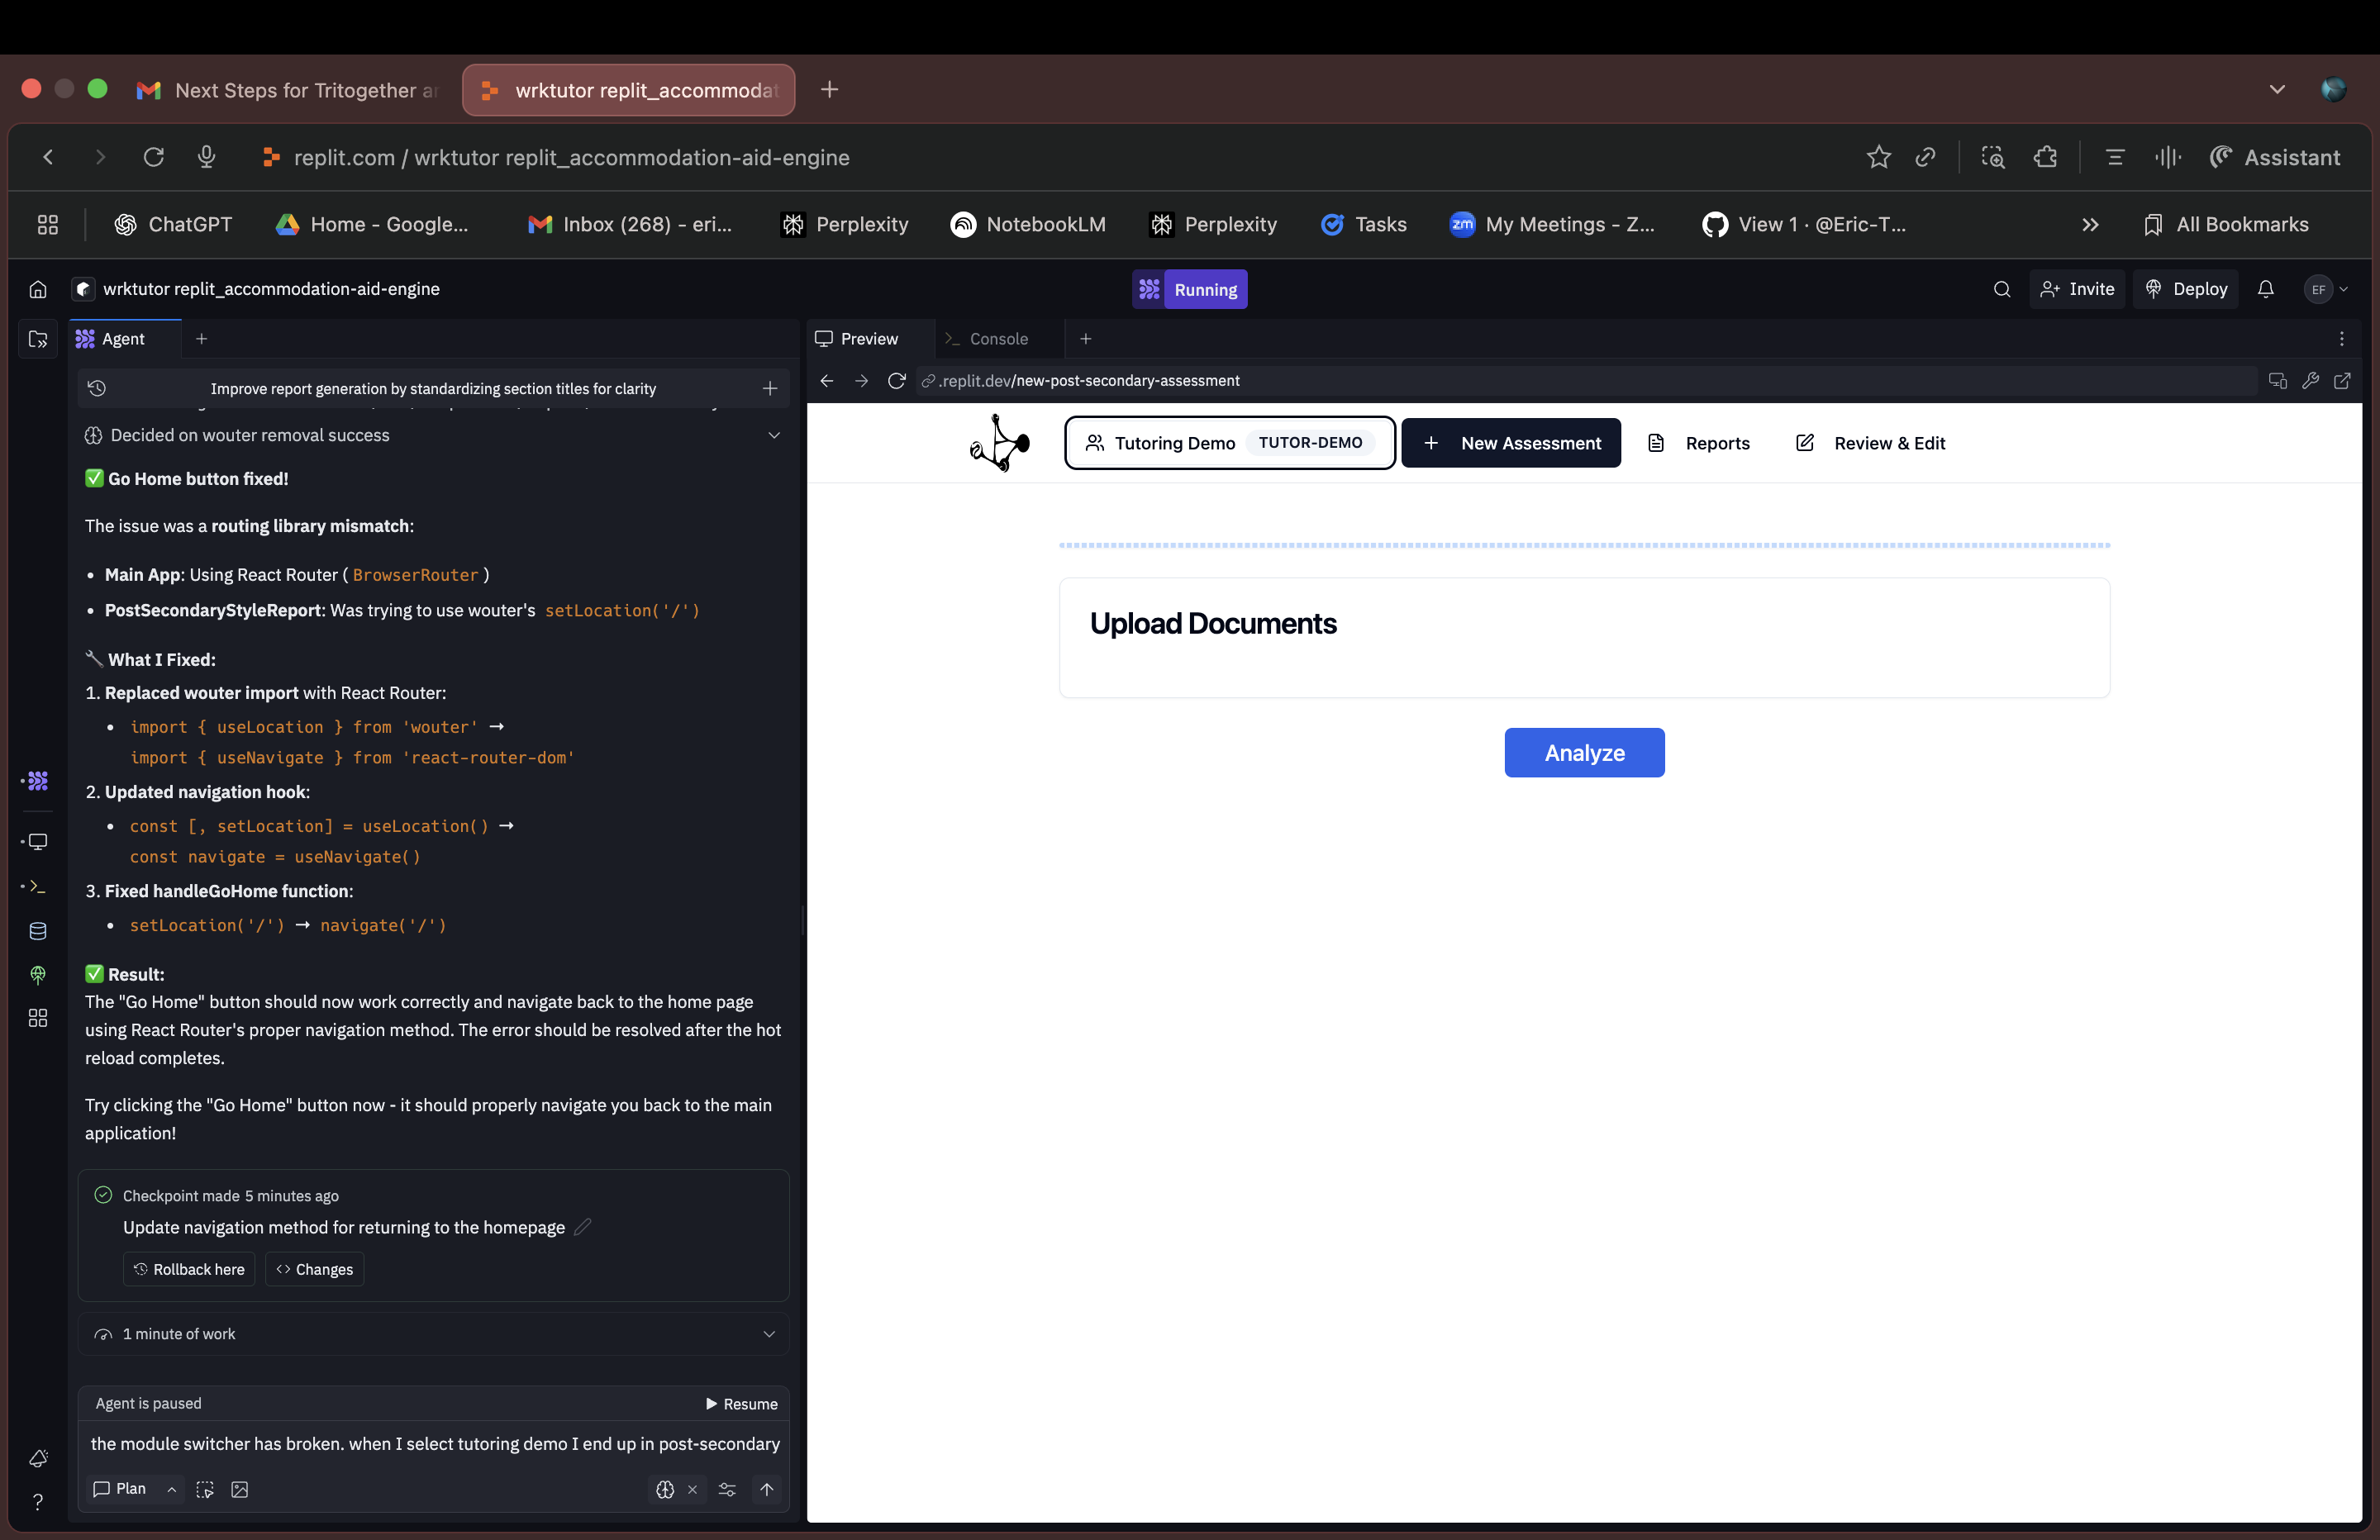 Next Steps for Tritogether ar
wrktutor replit_accommodat
replit.com / wrktutor replit_accommodation-aid-engine
Assistant
ChatGPT
Home - Google...
Inbox (268) - eri...
Perplexity
NotebookLM
Perplexity
Tasks
zm
My Meetings - Z...
View 1 · @Eric-T...
All Bookmarks
wrktutor replit_accommodation-aid-engine
Running
Invite
Deploy
EF
Agent
Improve report generation by standardizing section titles for clarity
Decided on wouter removal success
✅ Go Home button fixed!
The issue was a routing library mismatch:
• Main App: Using React Router ( BrowserRouter )
• PostSecondaryStyleReport: Was trying to use wouter's setLocation('/')
🔧 What I Fixed:
1. Replaced wouter import with React Router:
• import { useLocation } from 'wouter' →
import { useNavigate } from 'react-router-dom'
2. Updated navigation hook:
• const [, setLocation] = useLocation() →
const navigate = useNavigate()
3. Fixed handleGoHome function:
• setLocation('/') → navigate('/')
✅ Result:
The "Go Home" button should now work correctly and navigate back to the home page
using React Router's proper navigation method. The error should be resolved after the hot
reload completes.
Try clicking the "Go Home" button now - it should properly navigate you back to the main
application!
Checkpoint made 5 minutes ago
Update navigation method for returning to the homepage
Rollback here
Changes
1 minute of work
Agent is paused
Resume
the module switcher has broken. when I select tutoring demo I end up in post-secondary
Plan
Preview
Console
.replit.dev/new-post-secondary-assessment
Tutoring Demo
TUTOR-DEMO
New Assessment
Reports
Review & Edit
Upload Documents
Analyze